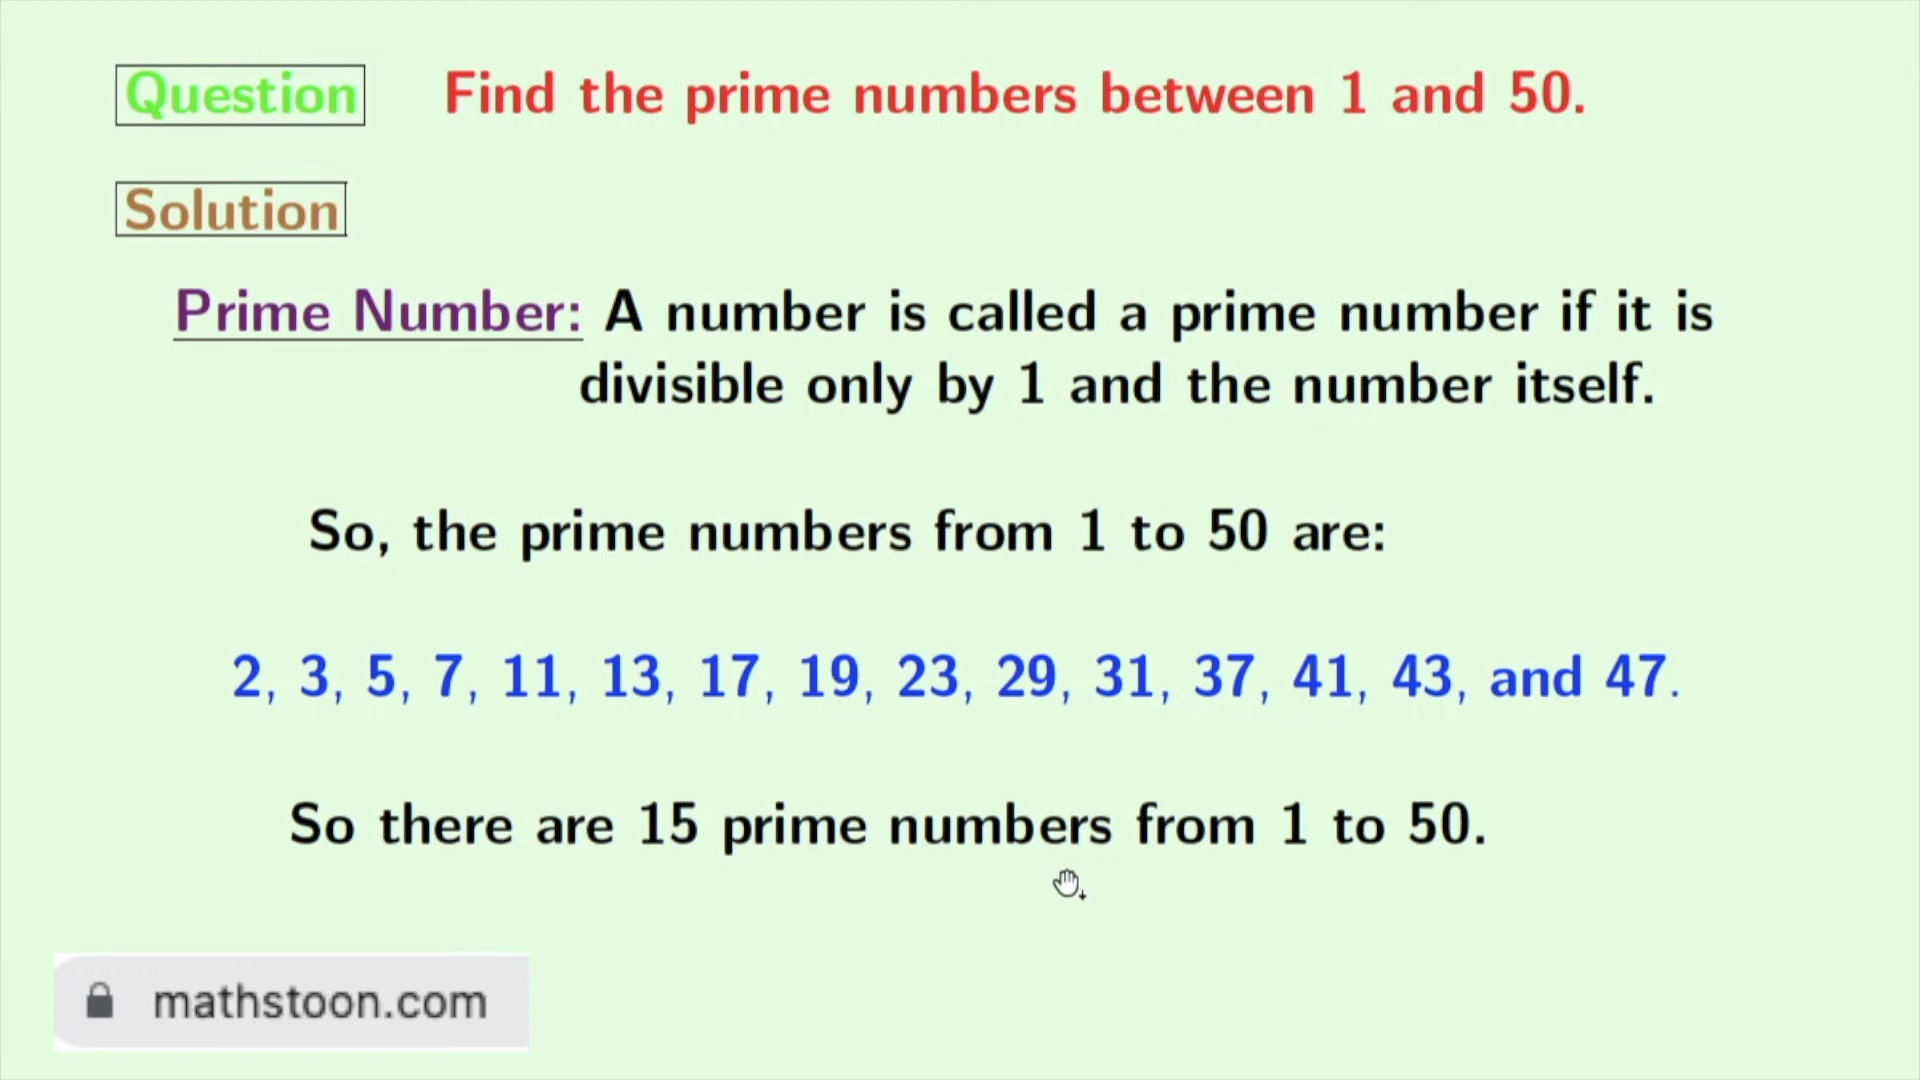 Question Find the prime numbers between 1 and 50.
Solution
Prime Number: A number is called a prime number if it is
divisible only by 1 and the number itself.
So, the prime numbers from 1 to 50 are:
2, 3, 5, 7, 11, 13, 17, 19, 23, 29, 31, 37, 41, 43, and 47.
So there are 15 prime numbers from 1 to 50.
mathstoon.com